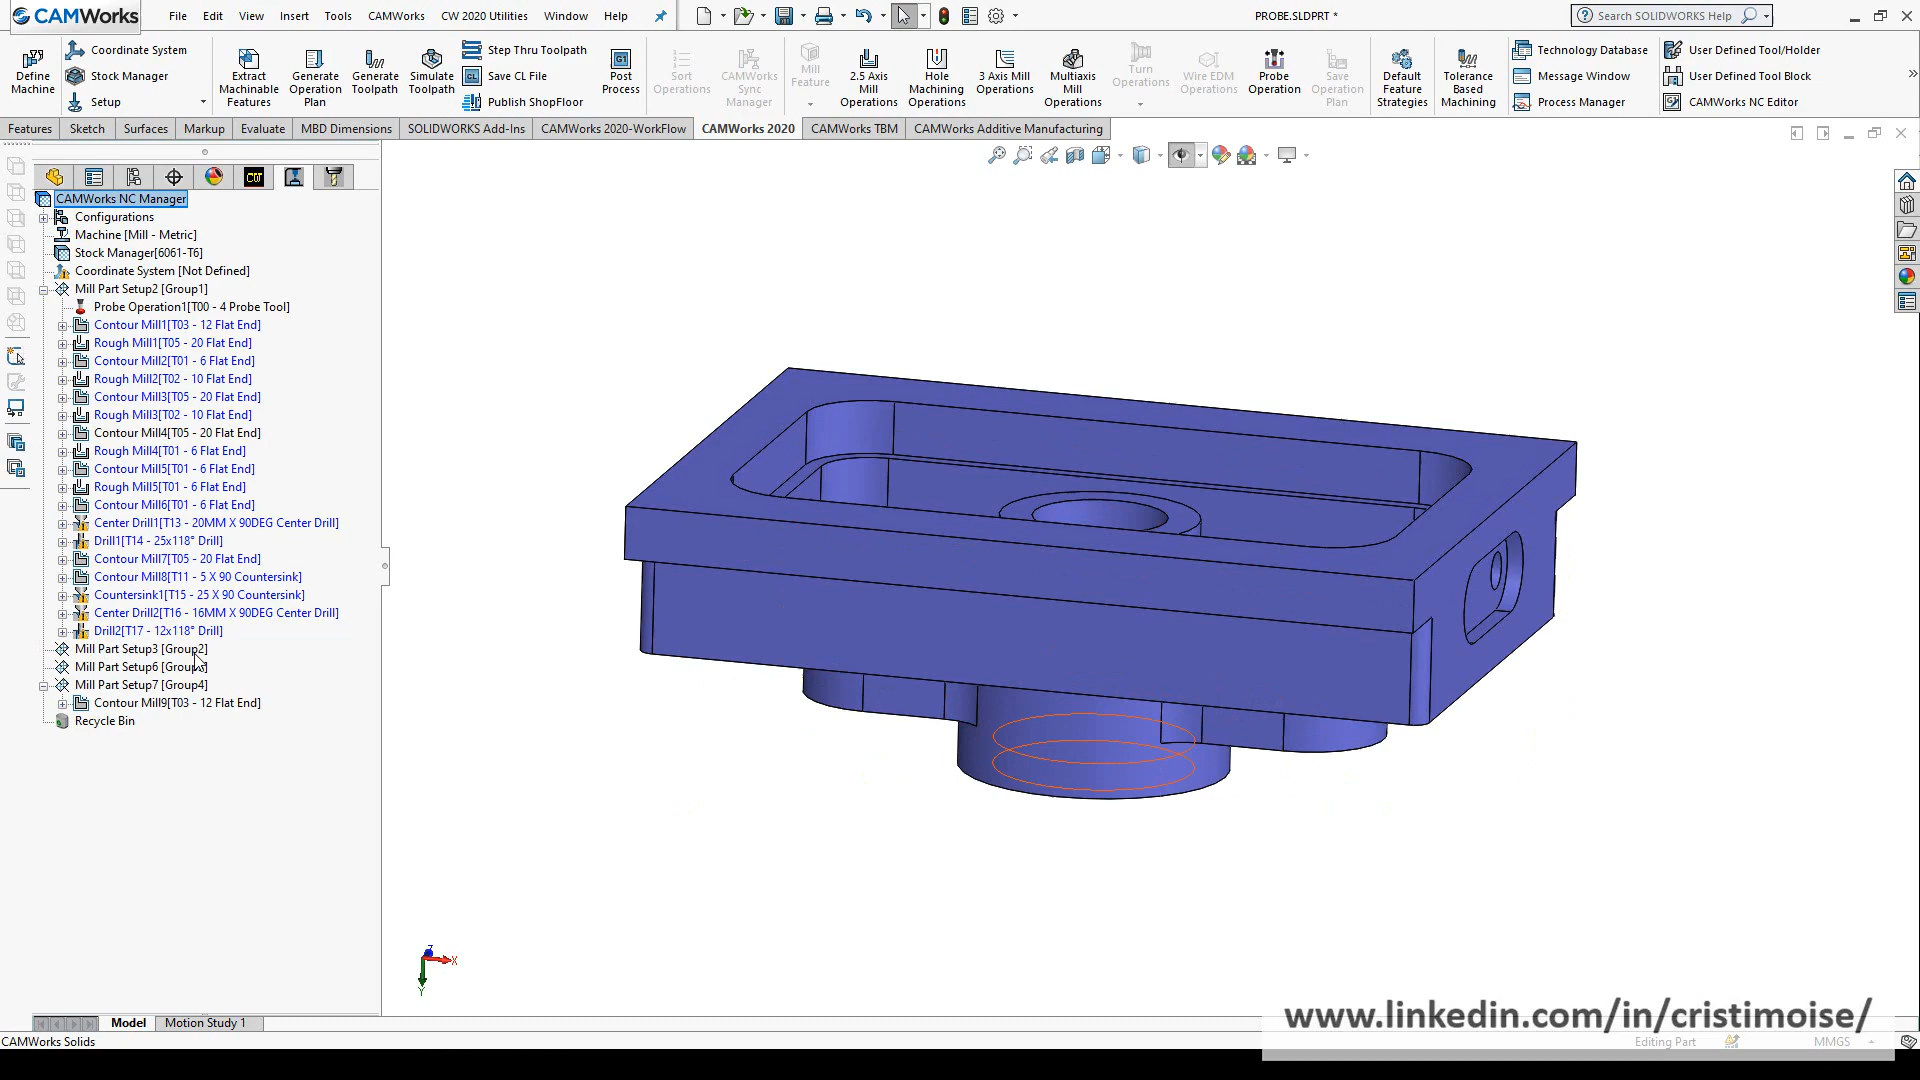 CAMWorks
File Edit View Insert Tools CAMWorks CW 2020 Utilities Window Help
PROBE.SLDPRT *
Search SOLIDWORKS Help
Define Machine
Coordinate System
Stock Manager
Setup
Extract Machinable Features
Generate Operation Plan
Generate Toolpath
Simulate Toolpath
Step Thru Toolpath
Save CL File
Publish ShopFloor
Post Process
Sort Operations
CAMWorks Sync Manager
Mill Feature
2.5 Axis Mill Operations
Hole Machining Operations
3 Axis Mill Operations
Multiaxis Mill Operations
Turn Operations
Wire EDM Operations
Probe Operation
Save Operation Plan
Default Feature Strategies
Tolerance Based Machining
Technology Database
Message Window
Process Manager
User Defined Tool/Holder
User Defined Tool Block
CAMWorks NC Editor
Features Sketch Surfaces Markup Evaluate MBD Dimensions SOLIDWORKS Add-Ins CAMWorks 2020-WorkFlow CAMWorks 2020 CAMWorks TBM CAMWorks Additive Manufacturing
CAMWorks NC Manager
Configurations
Machine [Mill - Metric]
Stock Manager[6061-T6]
Coordinate System [Not Defined]
Mill Part Setup2 [Group1]
Probe Operation1[T00 - 4 Probe Tool]
Contour Mill1[T03 - 12 Flat End]
Rough Mill1[T05 - 20 Flat End]
Contour Mill2[T01 - 6 Flat End]
Rough Mill2[T02 - 10 Flat End]
Contour Mill3[T05 - 20 Flat End]
Rough Mill3[T02 - 10 Flat End]
Contour Mill4[T05 - 20 Flat End]
Rough Mill4[T01 - 6 Flat End]
Contour Mill5[T01 - 6 Flat End]
Rough Mill5[T01 - 6 Flat End]
Contour Mill6[T01 - 6 Flat End]
Center Drill1[T13 - 20MM X 90DEG Center Drill]
Drill1[T14 - 25x118° Drill]
Contour Mill7[T05 - 20 Flat End]
Contour Mill8[T11 - 5 X 90 Countersink]
Countersink1[T15 - 25 X 90 Countersink]
Center Drill2[T16 - 16MM X 90DEG Center Drill]
Drill2[T17 - 12x118° Drill]
Mill Part Setup3 [Group2]
Mill Part Setup6 [Group
Mill Part Setup7 [Group4]
Contour Mill9[T03 - 12 Flat End]
Recycle Bin
Z
X
Y
Model Motion Study 1
www.linkedin.com/in/cristimoise/
CAMWorks Solids
Editing Part
MMGS